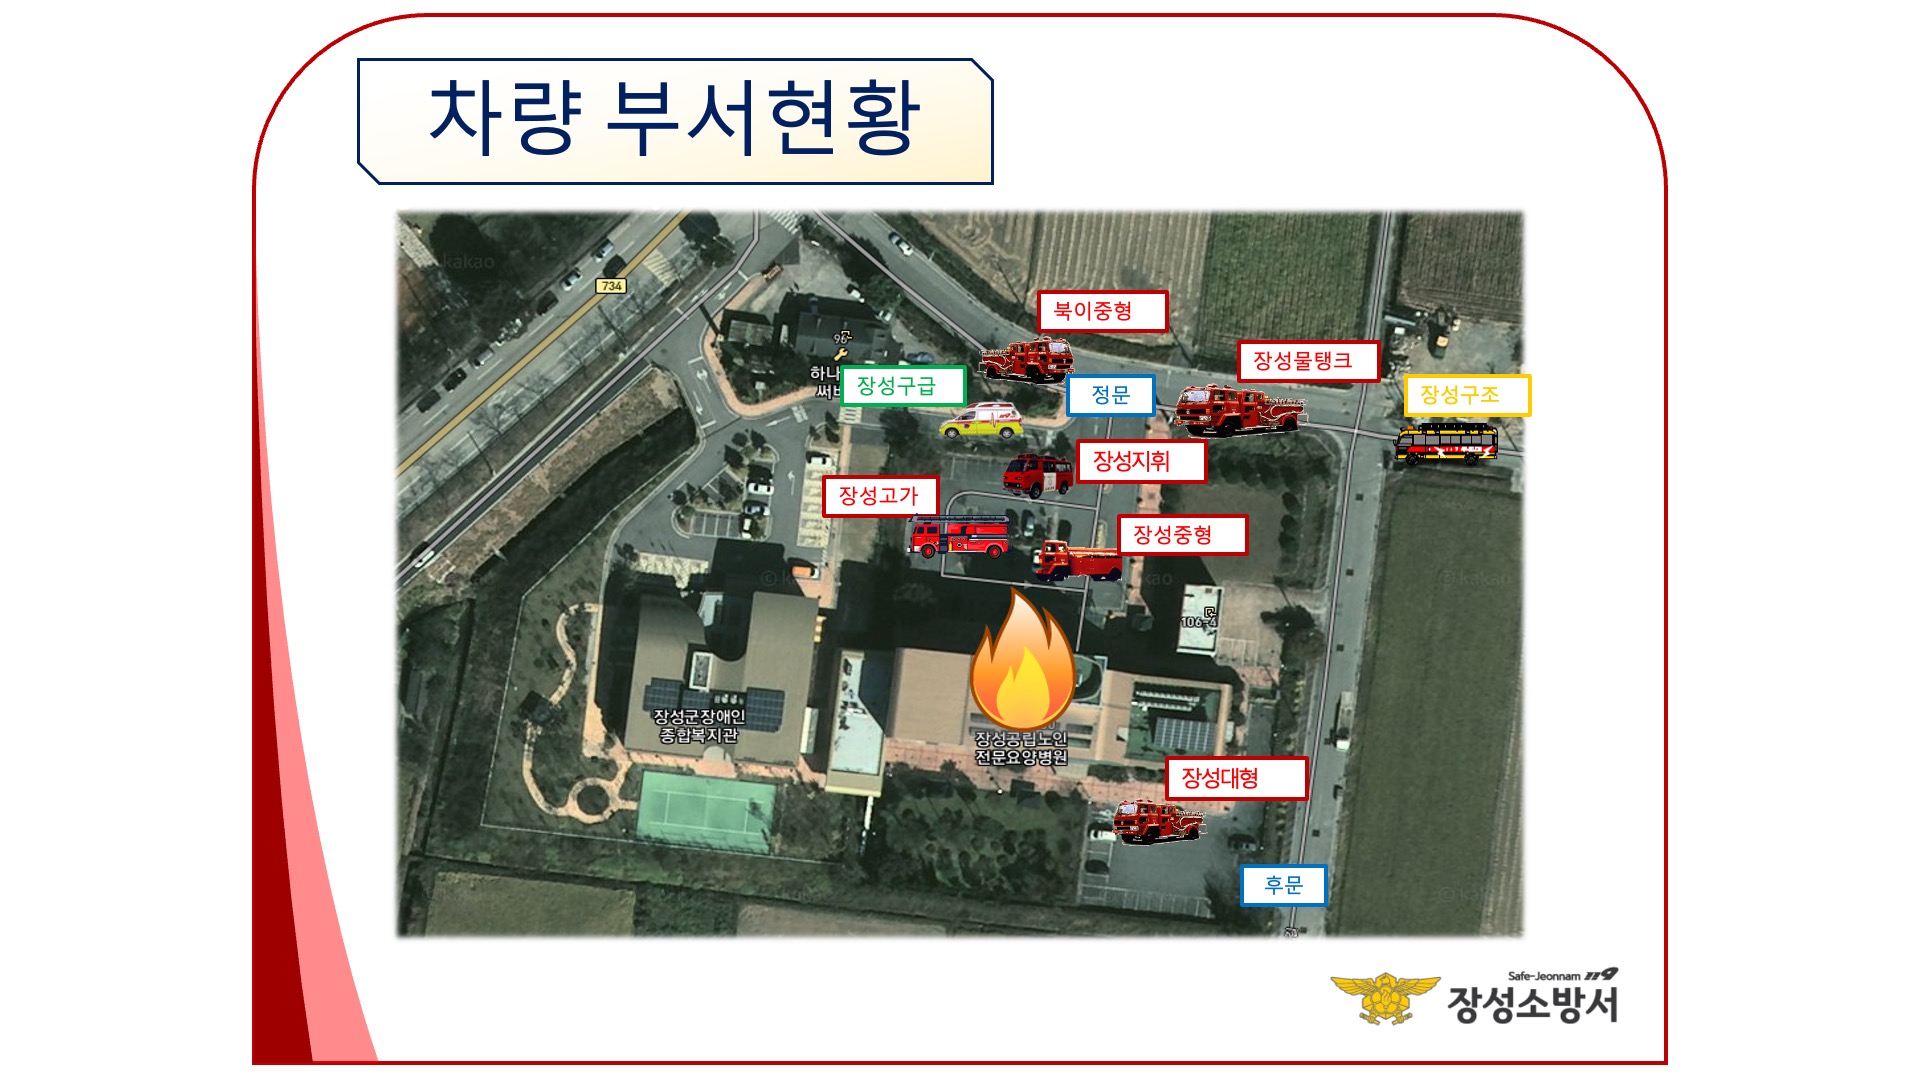 차량 부서현황
kakao
734
북이중형
96
장성물탱크
하나
써비
장성구급
정문
장성구조
장성지휘
장성고가
장성중형
© k
kao
© kakao
106-4
장성군장애인
종합복지관
장성공립노인
전문요양병원
장성대형
후문
Safe-Jeonnam 119
장성소방서